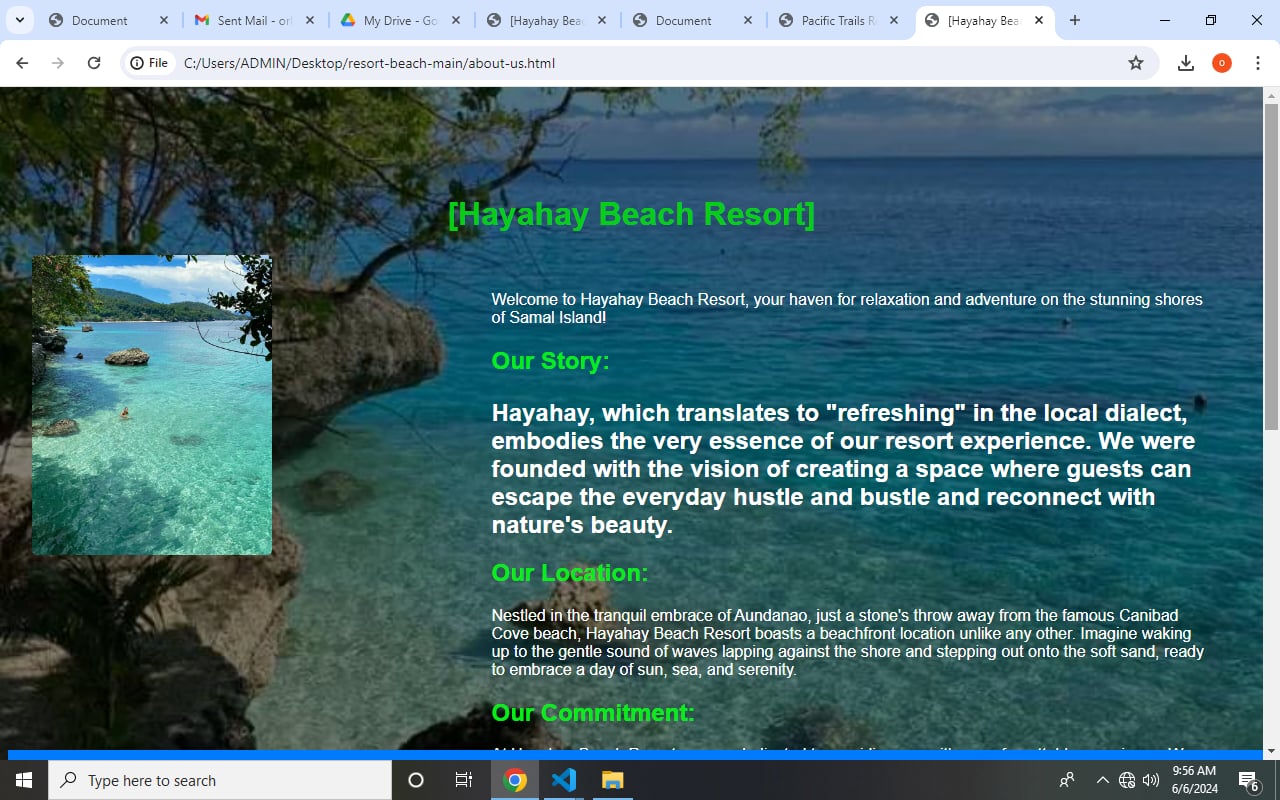 Document
Sent Mail - orl
My Drive - Go
[Hayahay Bea
Document
Pacific Trails R
[Hayahay Bea
File
C:/Users/ADMIN/Desktop/resort-beach-main/about-us.html
o
[Hayahay Beach Resort]
Welcome to Hayahay Beach Resort, your haven for relaxation and adventure on the stunning shores
of Samal Island!
Our Story:
Hayahay, which translates to "refreshing" in the local dialect,
embodies the very essence of our resort experience. We were
founded with the vision of creating a space where guests can
escape the everyday hustle and bustle and reconnect with
nature's beauty.
Our Location:
Nestled in the tranquil embrace of Aundanao, just a stone's throw away from the famous Canibad
Cove beach, Hayahay Beach Resort boasts a beachfront location unlike any other. Imagine waking
up to the gentle sound of waves lapping against the shore and stepping out onto the soft sand, ready
to embrace a day of sun, sea, and serenity.
Our Commitment:
Type here to search
9:56 AM
6/6/2024
6